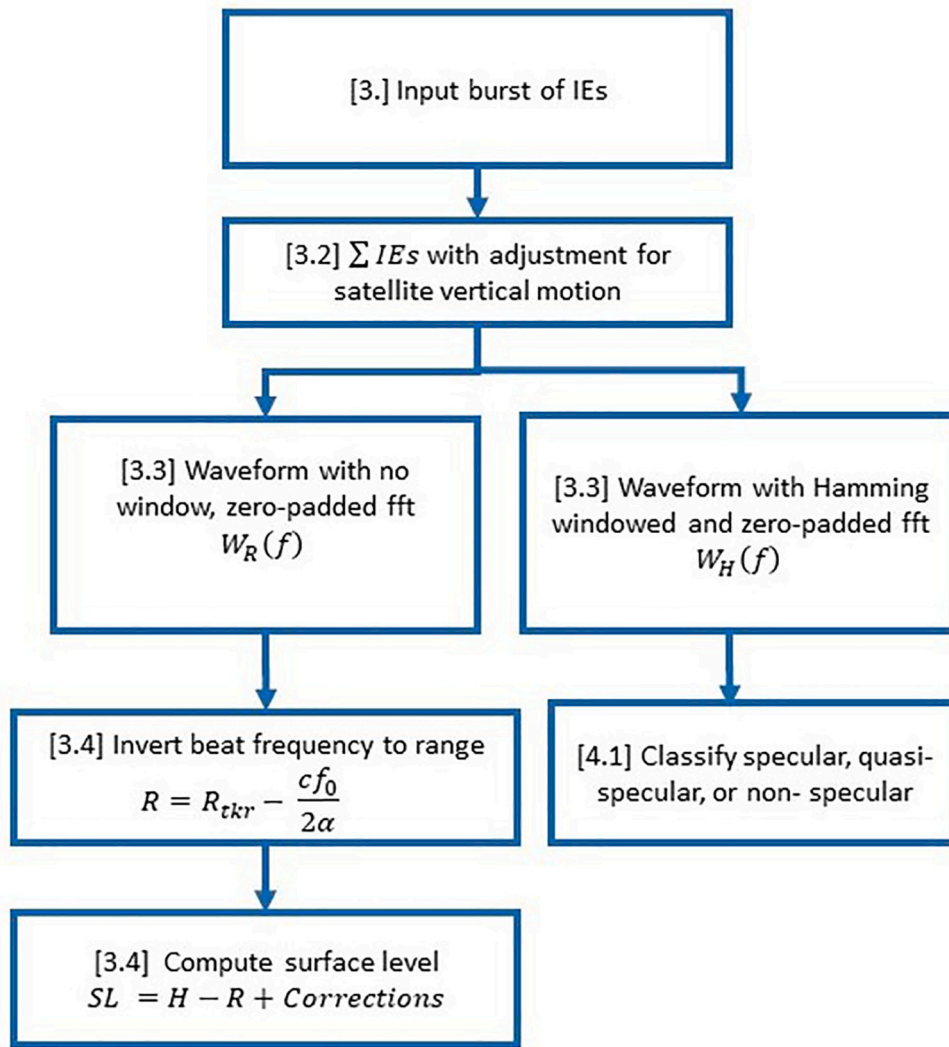 [3.] Input burst of IEs
[3.2] ∑ IEs with adjustment for
satellite vertical motion
[3.3] Waveform with no
window, zero-padded fft
W_R(f)
[3.3] Waveform with Hamming
windowed and zero-padded fft
W_H(f)
[3.4] Invert beat frequency to range
R = R_tkr − cf_0/2α
[4.1] Classify specular, quasi-
specular, or non- specular
[3.4] Compute surface level
SL = H − R + Corrections